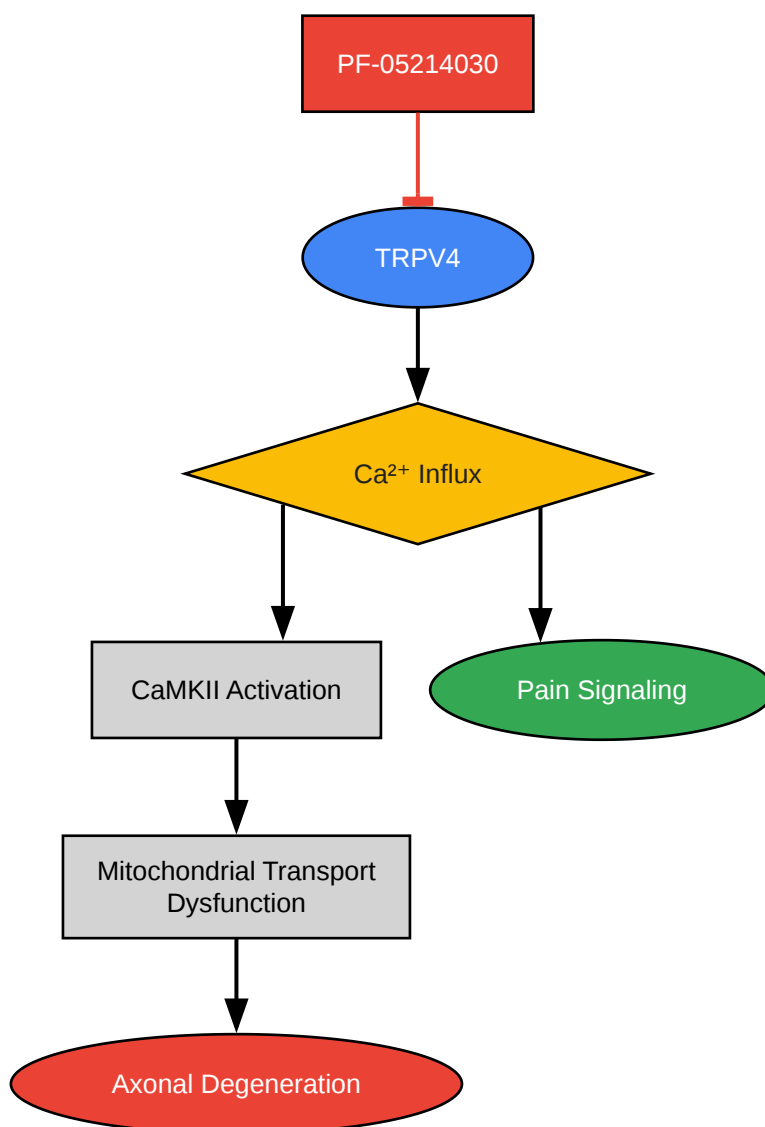 PF-05214030
TRPV4
Ca²⁺ Influx
CaMKII Activation
Pain Signaling
Mitochondrial Transport
Dysfunction
Axonal Degeneration